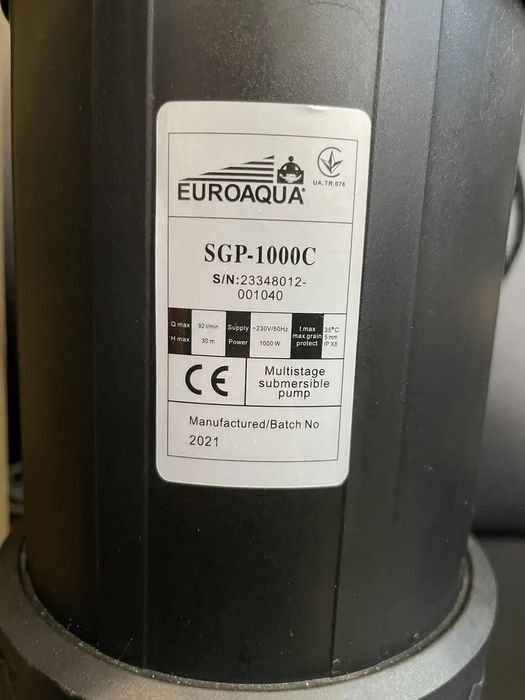 EUROAQUA®
UA.TR.076
SGP-1000C
S/N:23348012-
001040
Q max 92 l/min Supply ~230V/50Hz t max 35°C
H max 30 m Power 1000 W max grain 5 mm
protect IP X8
CE
Multistage
submersible
pump
Manufactured/Batch No
2021